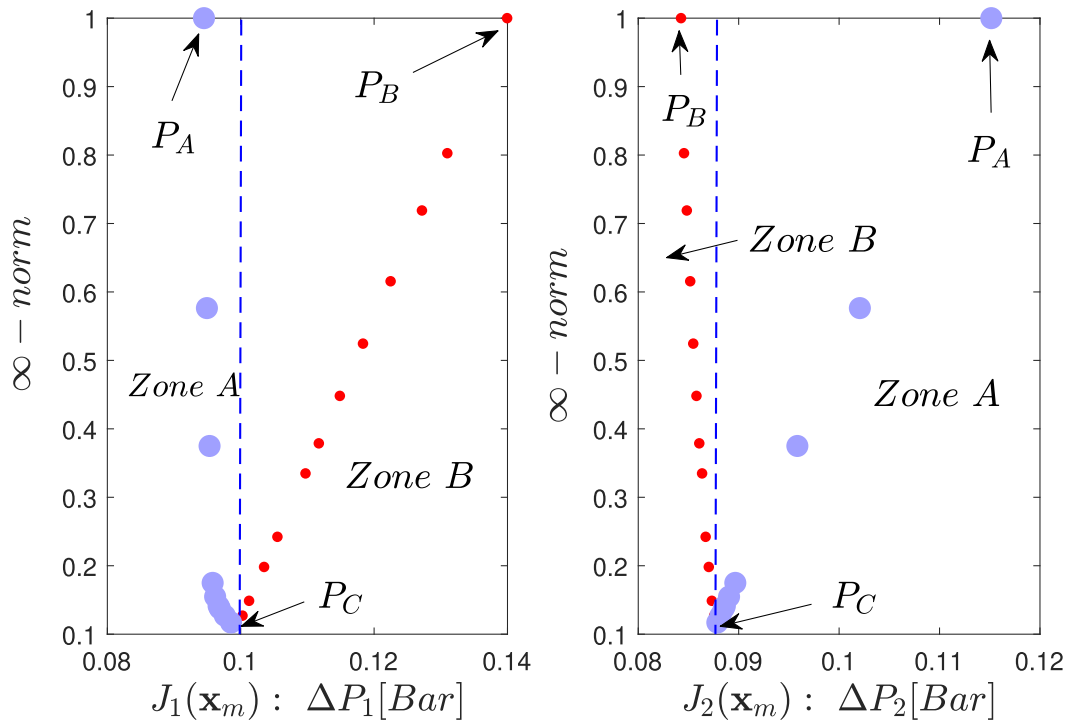 ∞ − norm
1
0.9
0.8
0.7
0.6
0.5
0.4
0.3
0.2
0.1
P_A
P_B
Zone A
Zone B
P_C
0.08
0.1
0.12
0.14
J_1(x_m) : ΔP_1[Bar]
∞ − norm
1
0.9
0.8
0.7
0.6
0.5
0.4
0.3
0.2
0.1
P_B
P_A
Zone B
Zone A
P_C
0.08
0.09
0.1
0.11
0.12
J_2(x_m) : ΔP_2[Bar]